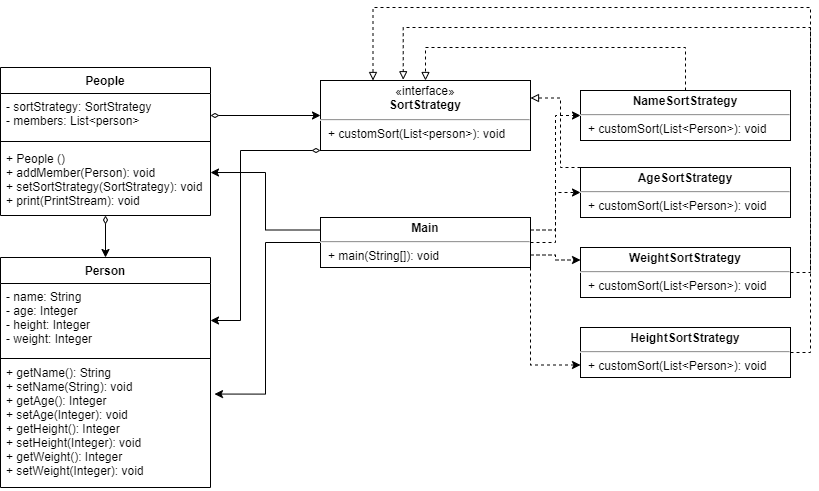 People
- sortStrategy: SortStrategy
- members: List<person>
+ People ()
+ addMember(Person): void
+ setSortStrategy(SortStrategy): void
+ print(PrintStream): void
Person
- name: String
- age: Integer
- height: Integer
- weight: Integer
+ getName(): String
+ setName(String): void
+ getAge(): Integer
+ setAge(Integer): void
+ getHeight(): Integer
+ setHeight(Integer): void
+ getWeight(): Integer
+ setWeight(Integer): void
«interface»
SortStrategy
+ customSort(List<person>): void
Main
+ main(String[]): void
NameSortStrategy
+ customSort(List<Person>): void
AgeSortStrategy
+ customSort(List<Person>): void
WeightSortStrategy
+ customSort(List<Person>): void
HeightSortStrategy
+ customSort(List<Person>): void